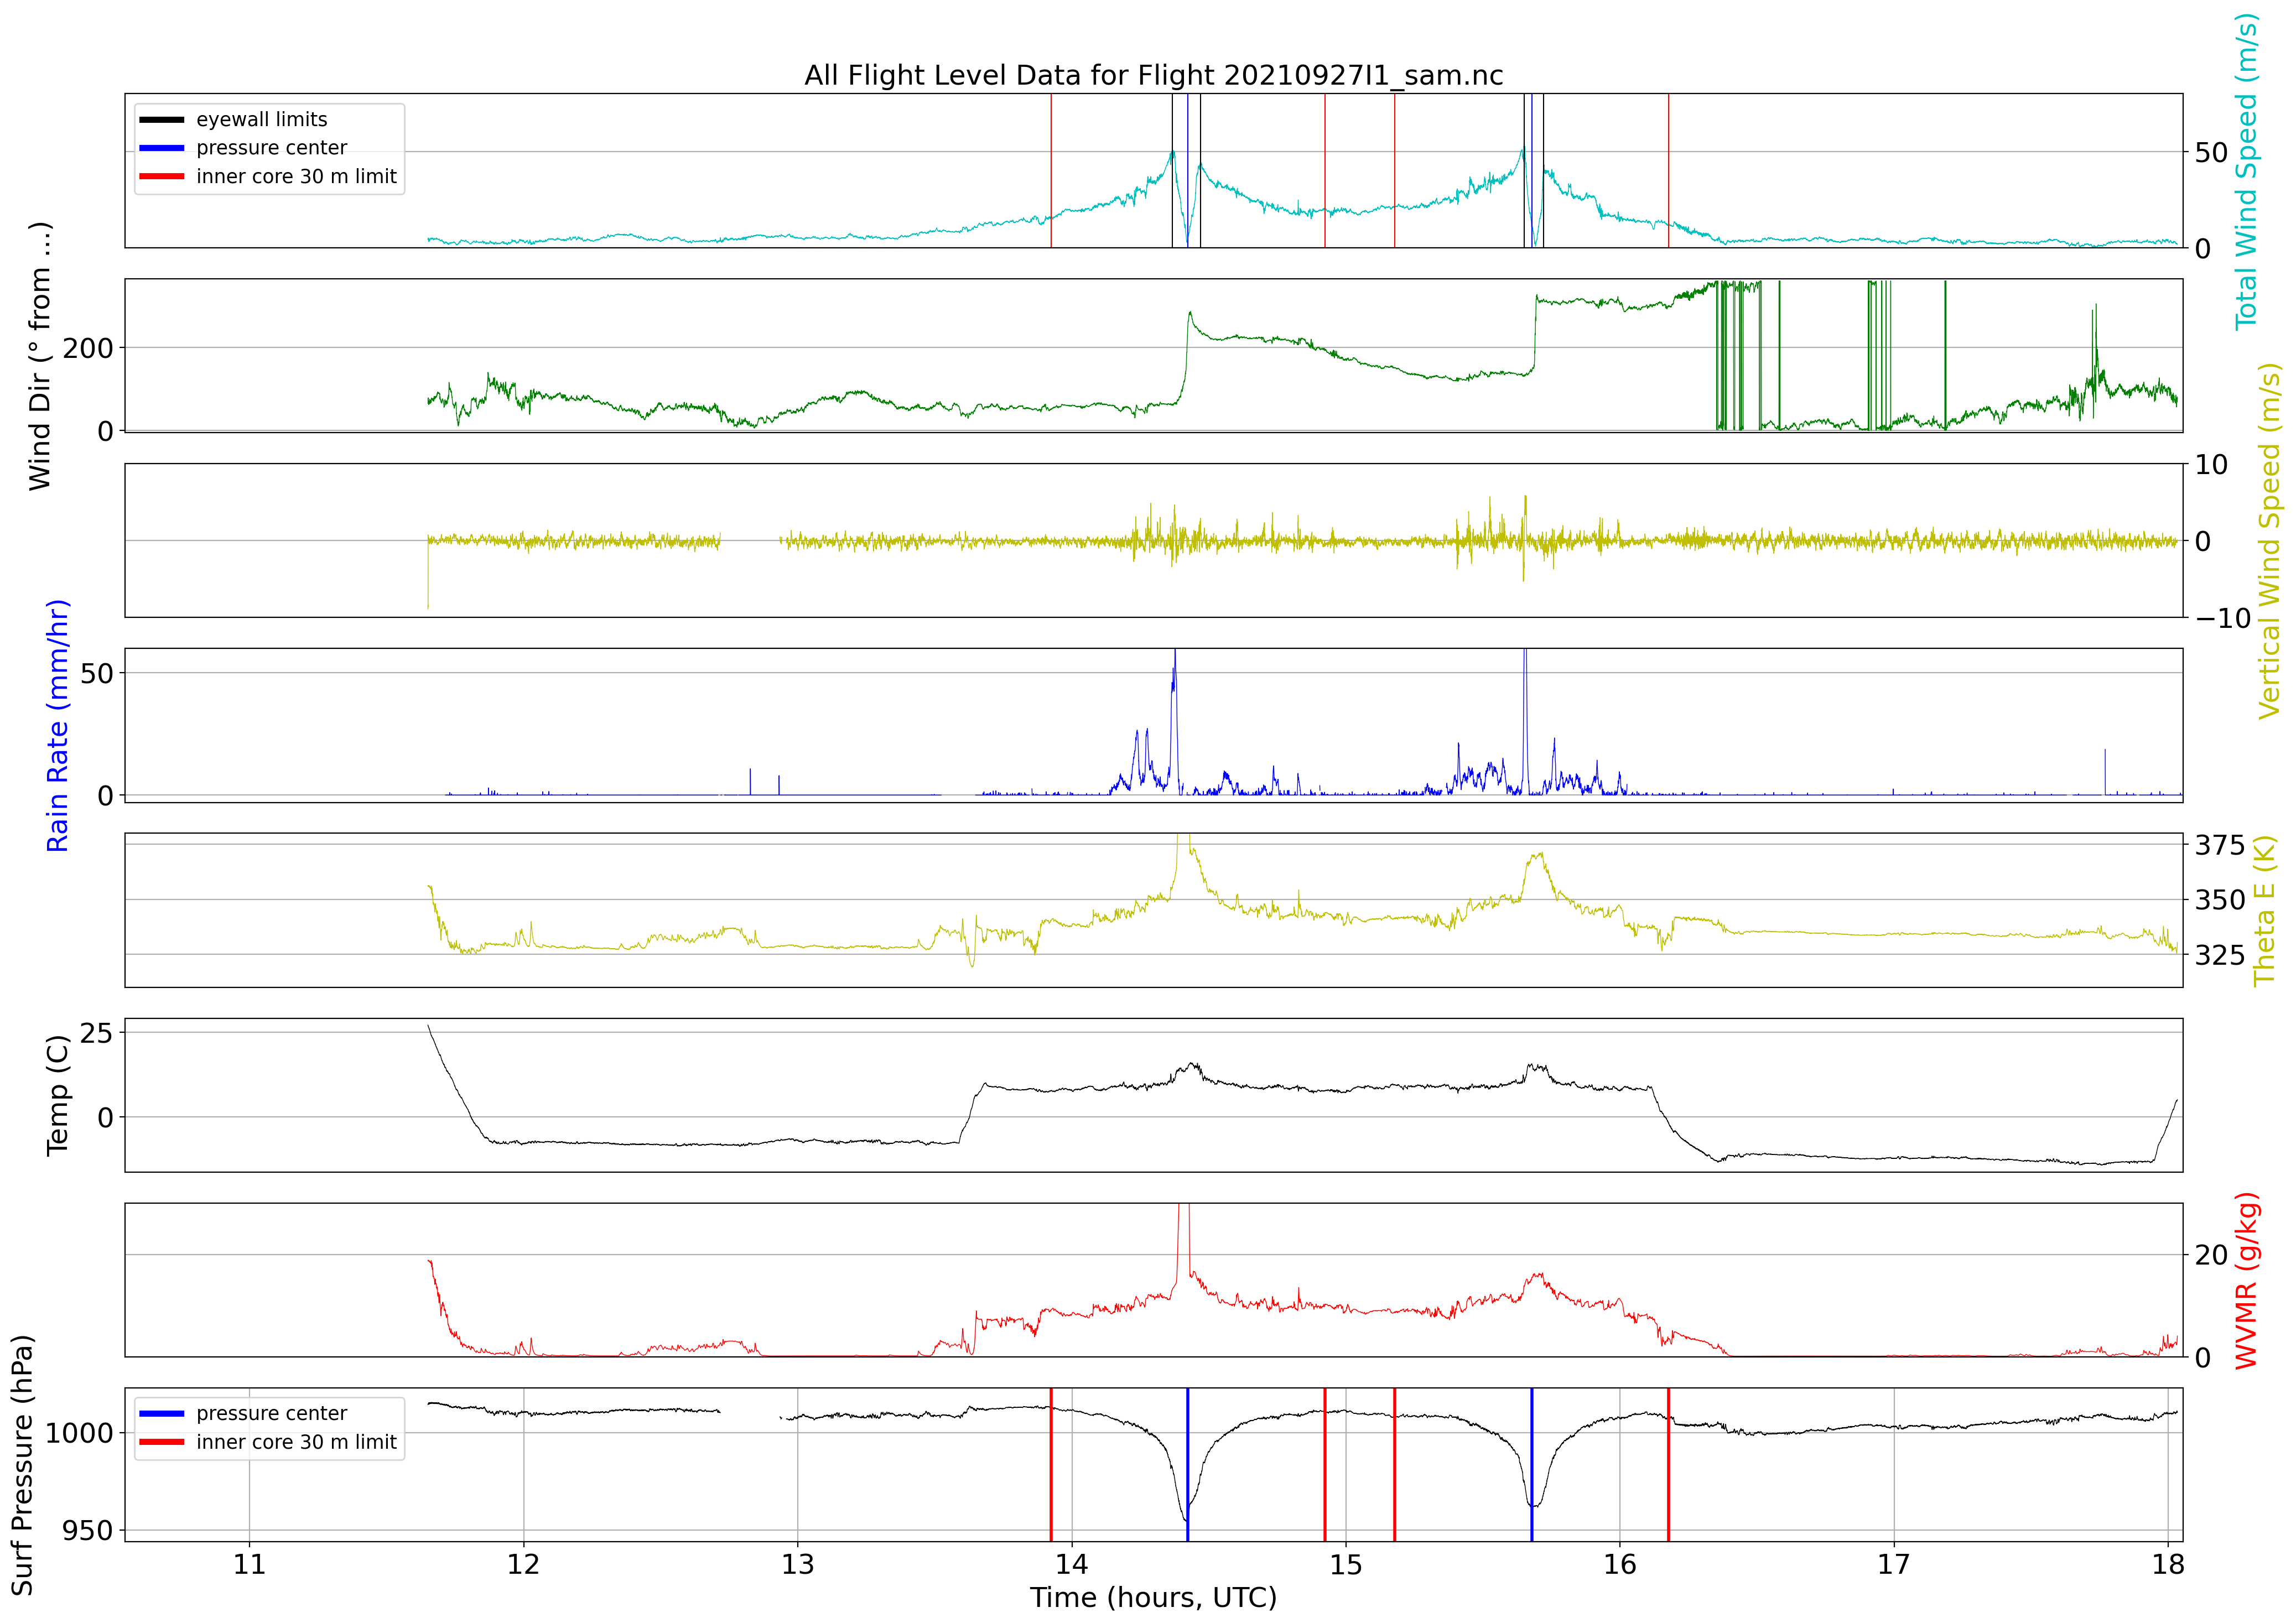 All Flight Level Data for Flight 20210927I1_sam.nc
eyewall limits
pressure center
inner core 30 m limit
50
0
Total Wind Speed (m/s)
Wind Dir (° from ...)
200
0
10
0
−10
Vertical Wind Speed (m/s)
Rain Rate (mm/hr)
50
0
375
350
325
Theta E (K)
Temp (C)
25
0
20
0
WVMR (g/kg)
Surf Pressure (hPa)
1000
950
pressure center
inner core 30 m limit
11 12 13 14 15 16 17 18
Time (hours, UTC)